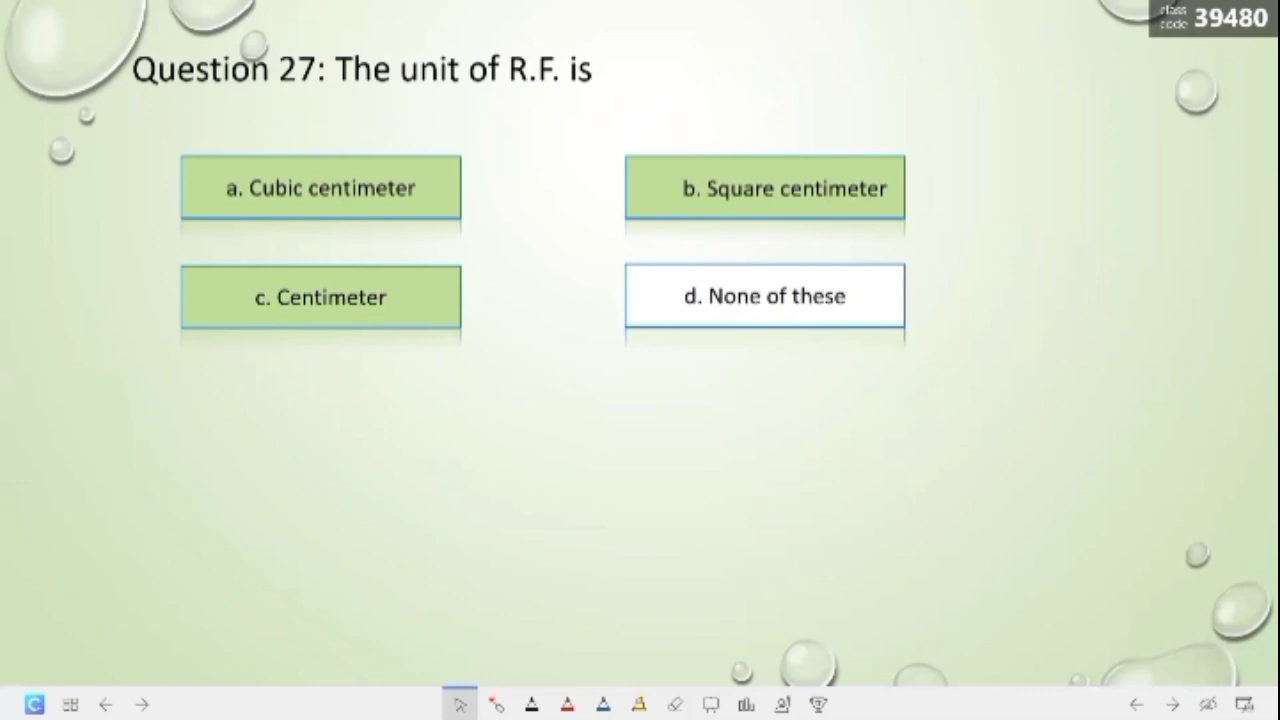 class
code 39480
Question 27: The unit of R.F. is
a. Cubic centimeter
b. Square centimeter
c. Centimeter
d. None of these